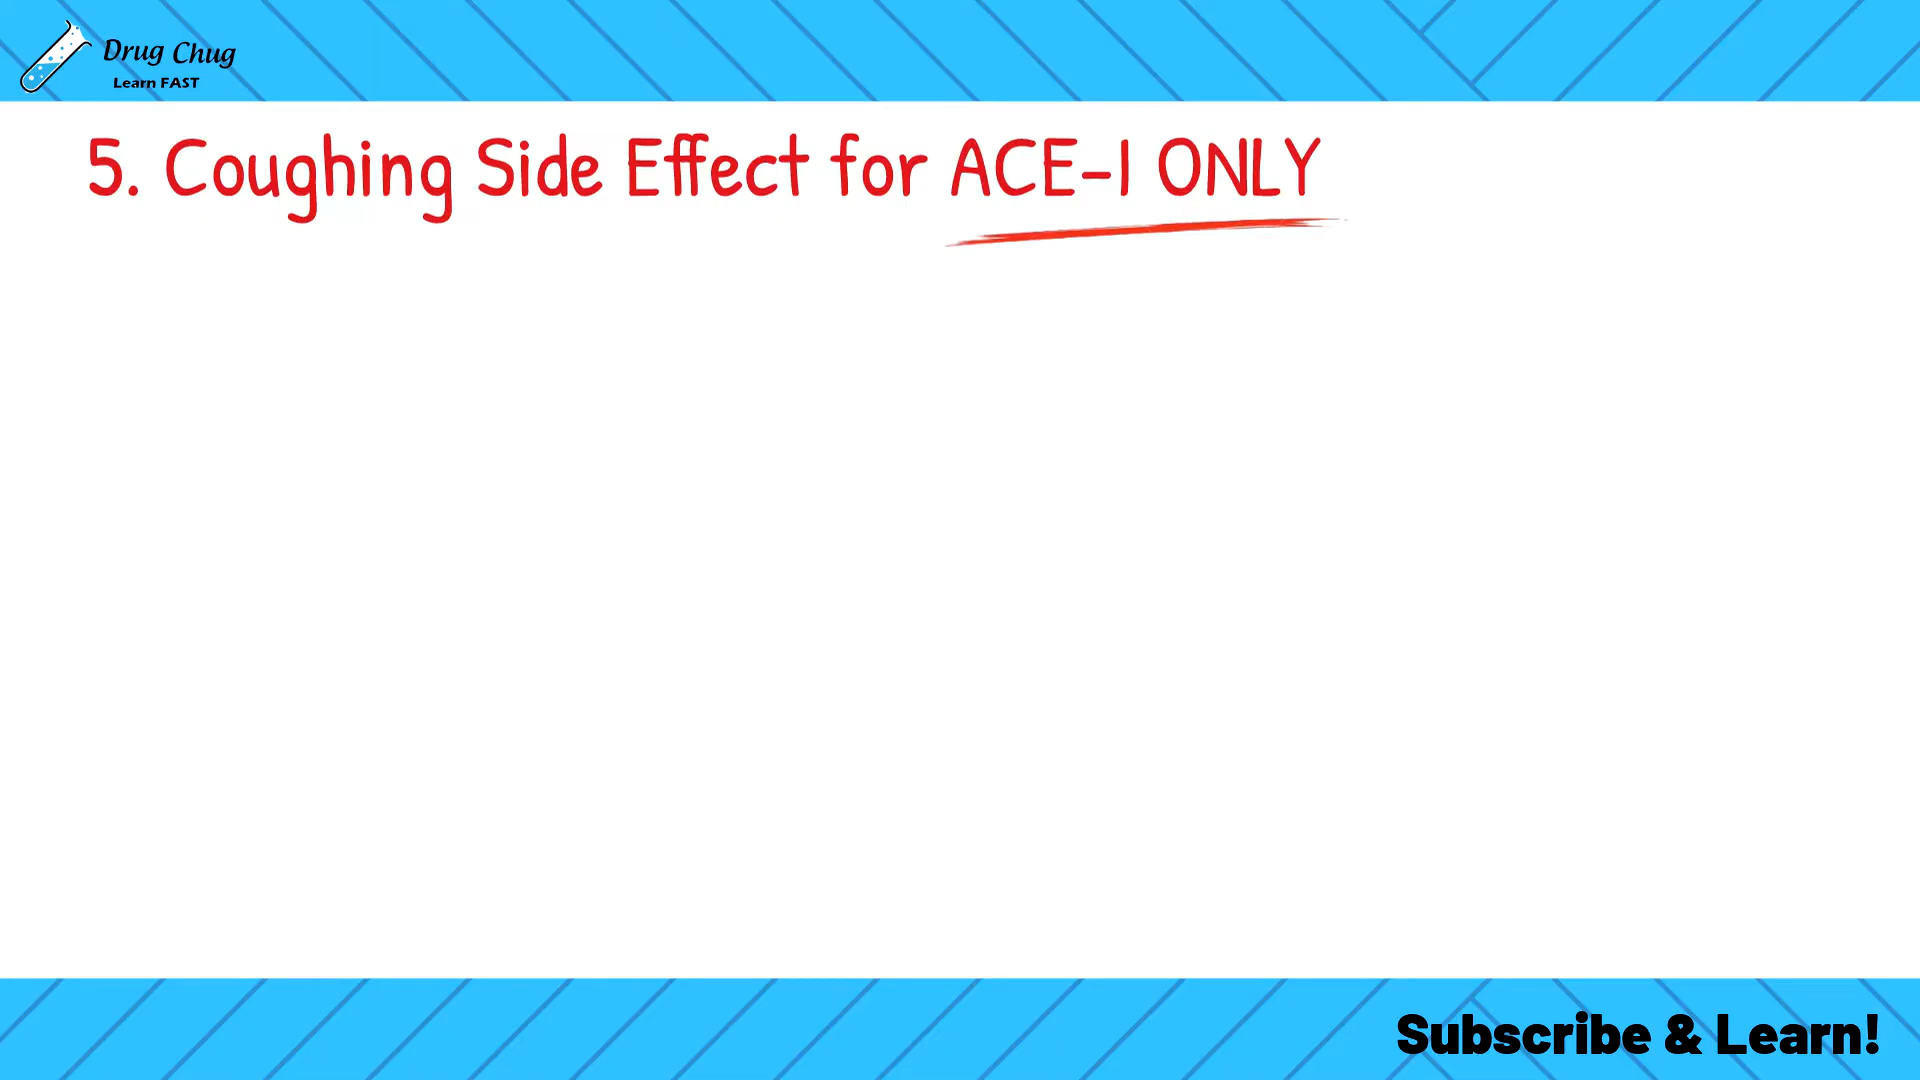 Drug Chug
Learn FAST
5. Coughing Side Effect for ACE-I ONLY
Subscribe & Learn!